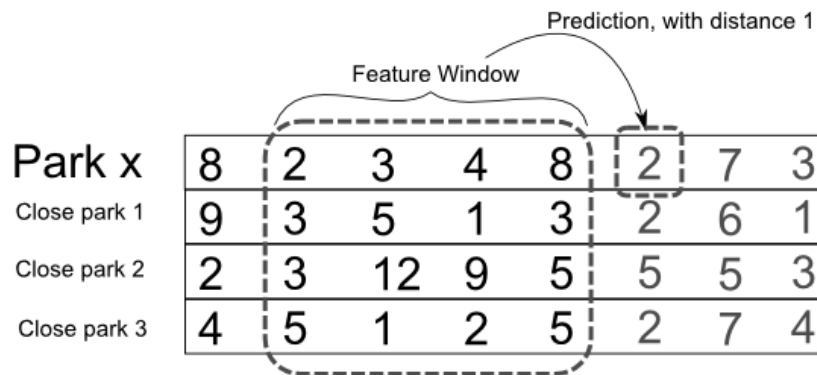 Prediction, with distance 1
Feature Window
Park x 8 2 3 4 8 2 7 3
Close park 1 9 3 5 1 3 2 6 1
Close park 2 2 3 12 9 5 5 5 3
Close park 3 4 5 1 2 5 2 7 4